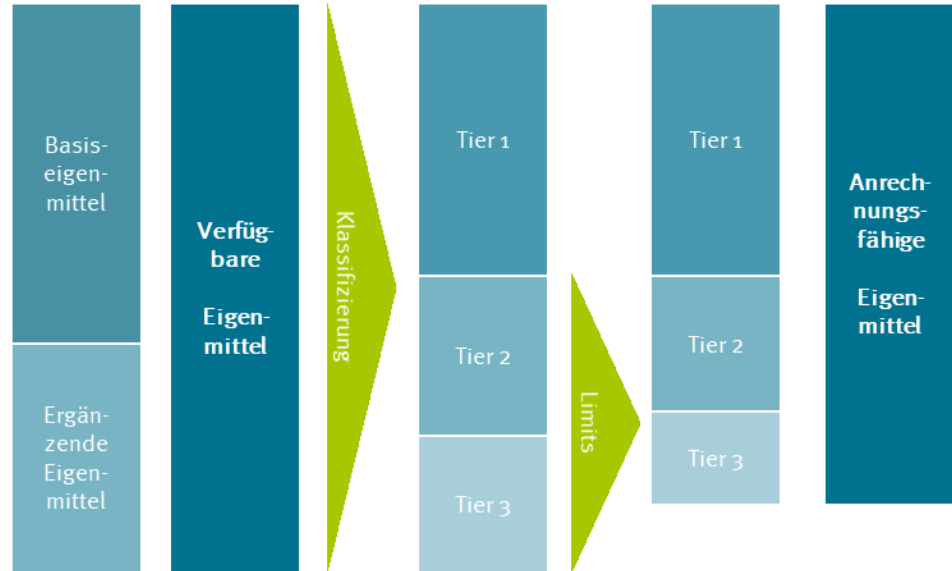 Basis-
eigen-
mittel
Ergän-
zende
Eigen-
mittel
Verfüg-
bare
Eigen-
mittel
Klassifizierung
Tier 1
Tier 2
Tier 3
Limits
Tier 1
Tier 2
Tier 3
Anrech-
nungs-
fähige
Eigen-
mittel